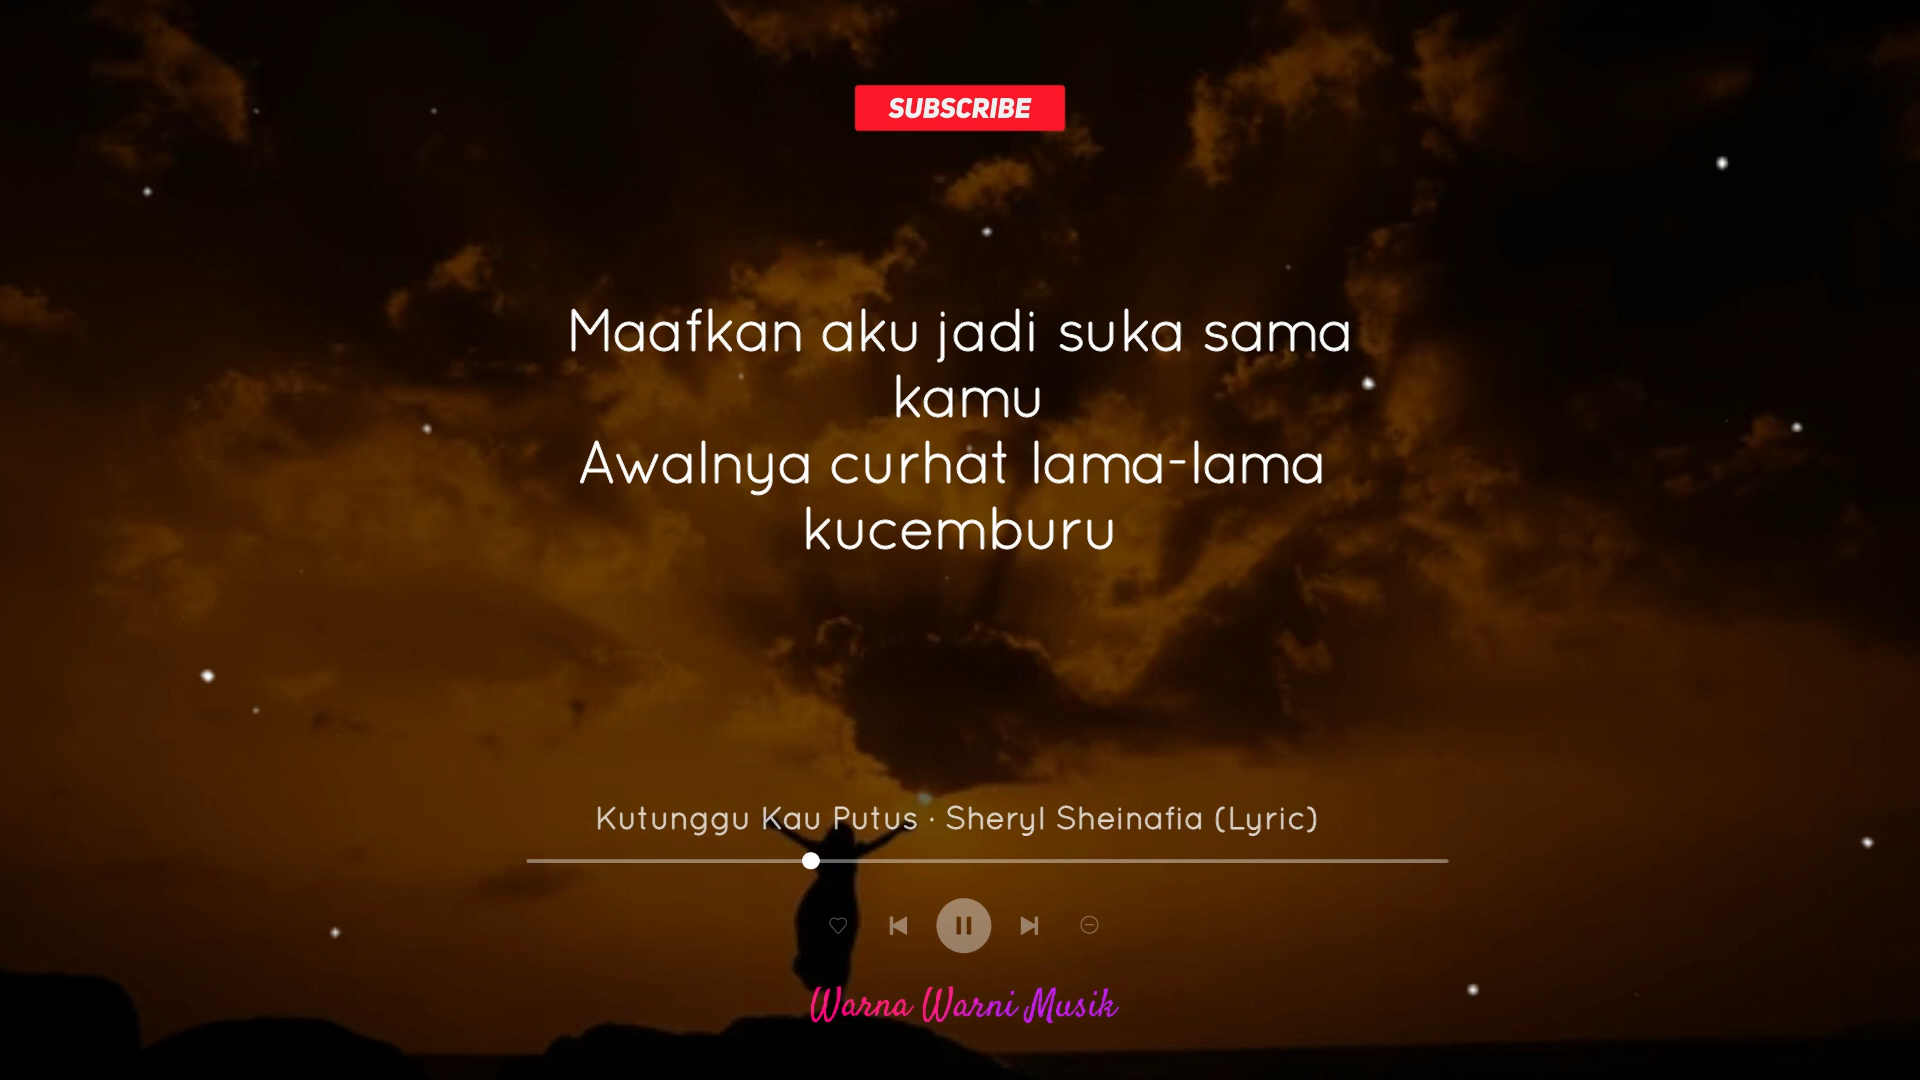 SUBSCRIBE
Maafkan aku jadi suka sama
kamu
Awalnya curhat lama-lama
kucemburu
Kutunggu Kau Putus · Sheryl Sheinafia (Lyric)
Warna Warni Musik